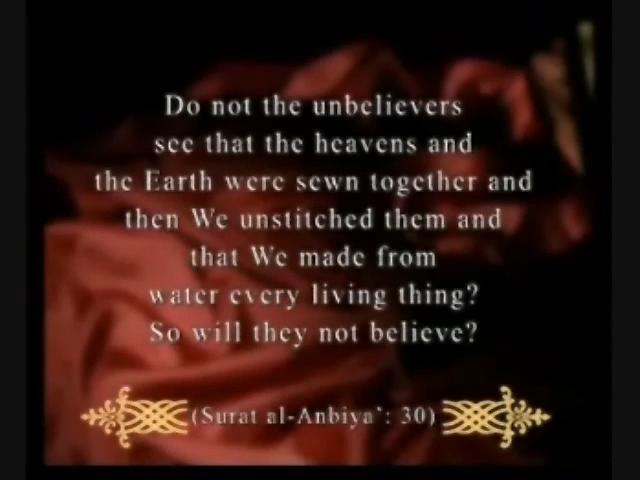 Do not the unbelievers
see that the heavens and
the Earth were sewn together and
then We unstitched them and
that We made from
water every living thing?
So will they not believe?
(Surat al-Anbiya': 30)